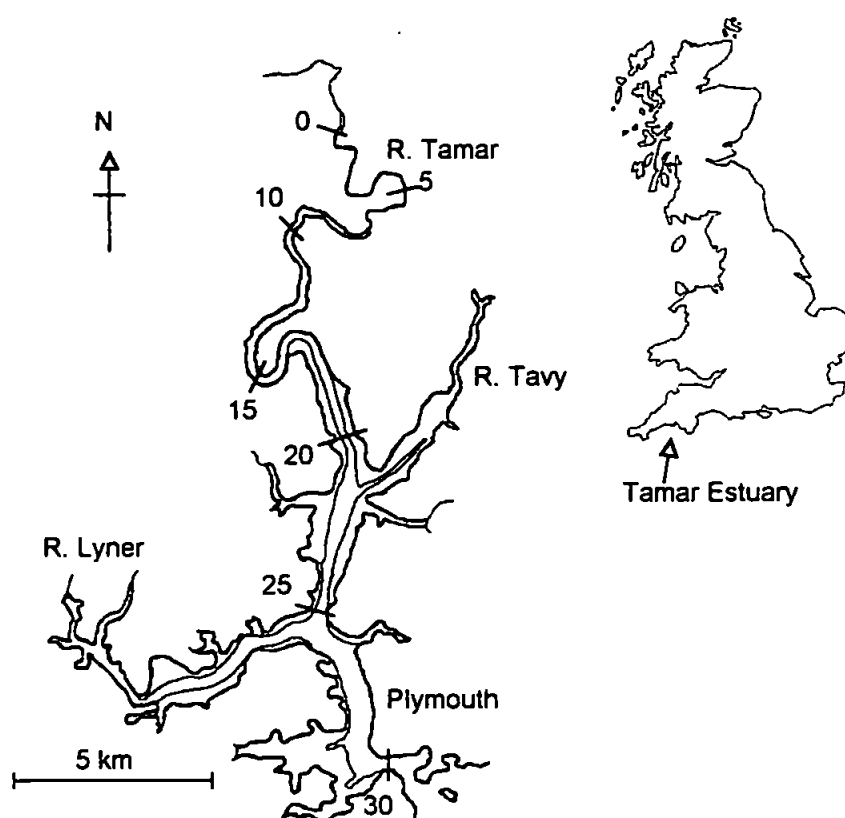 N
0
R. Tamar
5
10
R. Tavy
15
20
Tamar Estuary
R. Lyner
25
Plymouth
5 km
30